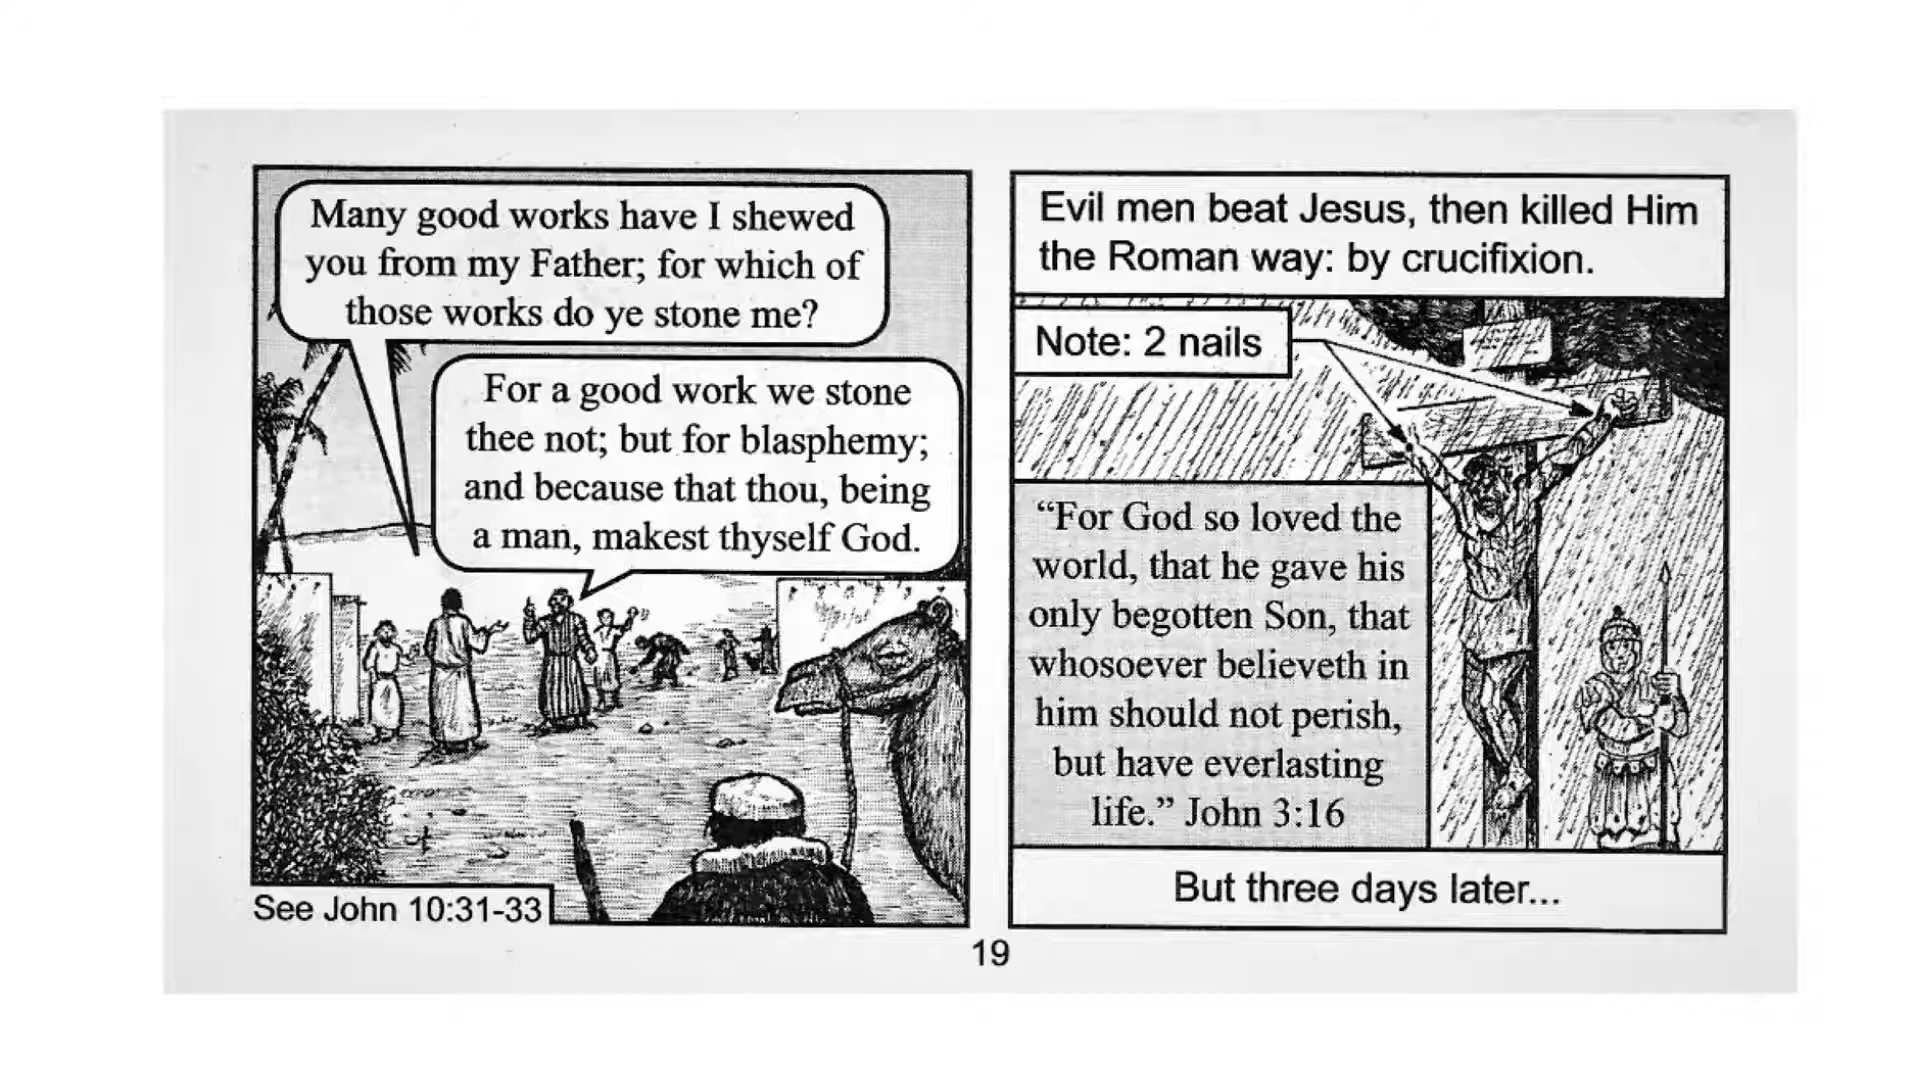 Many good works have I shewed
you from my Father; for which of
those works do ye stone me?
For a good work we stone
thee not; but for blasphemy;
and because that thou, being
a man, makest thyself God.
See John 10:31-33
Evil men beat Jesus, then killed Him
the Roman way: by crucifixion.
Note: 2 nails
“For God so loved the
world, that he gave his
only begotten Son, that
whosoever believeth in
him should not perish,
but have everlasting
life.” John 3:16
But three days later...
19